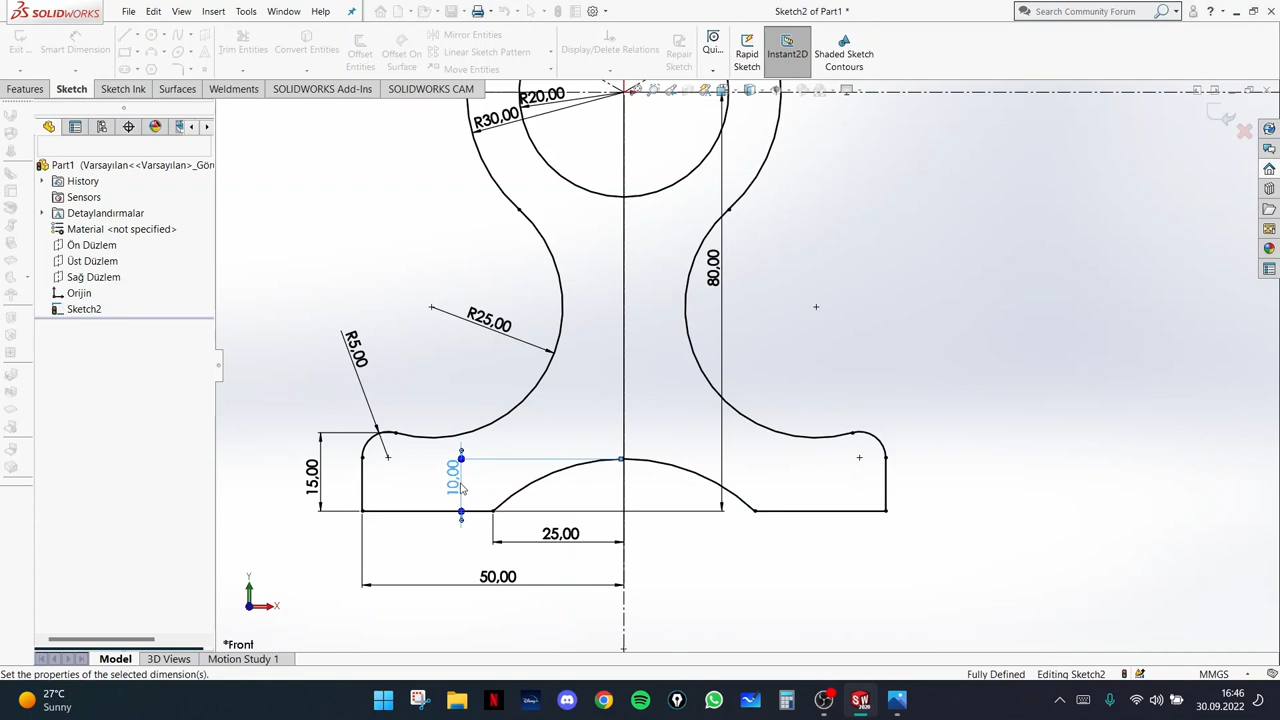 SOLIDWORKS
File Edit View Insert Tools Window Help
Sketch2 of Part1 *
Search Community Forum
Exit ...
Smart Dimension
Trim Entities
Convert Entities
Offset Entities
Offset On Surface
Mirror Entities
Linear Sketch Pattern
Move Entities
Display/Delete Relations
Repair Sketch
Qui...
Rapid Sketch
Instant2D
Shaded Sketch Contours
Features Sketch Sketch Ink Surfaces Weldments SOLIDWORKS Add-Ins SOLIDWORKS CAM
Part1 (Varsayılan<<Varsayılan>_Gör
History
Sensors
Detaylandırmalar
Material <not specified>
Ön Düzlem
Üst Düzlem
Sağ Düzlem
Orijin
Sketch2
R20,00
R30,00
80,00
R25,00
R5,00
15,00
10,00
25,00
50,00
Y
X
*Front
Model 3D Views Motion Study 1
Set the properties of the selected dimension(s).
Fully Defined Editing Sketch2 MMGS
27°C
Sunny
16:46
30.09.2022